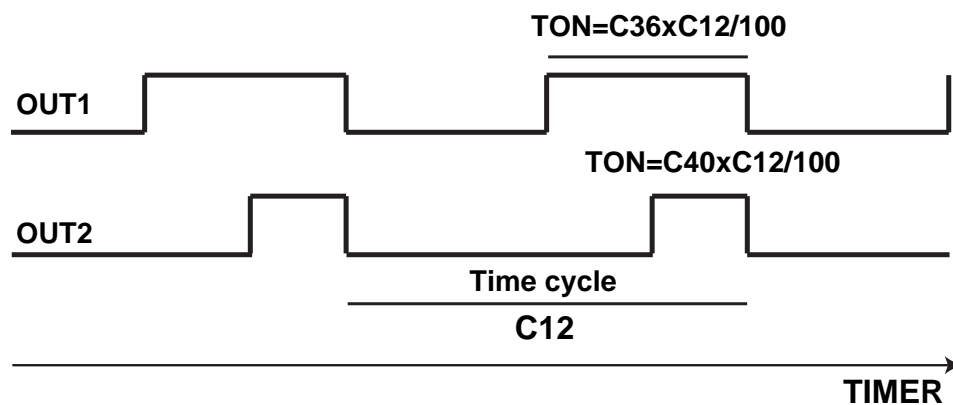 TON=C36xC12/100
OUT1
TON=C40xC12/100
OUT2
Time cycle
C12
TIMER